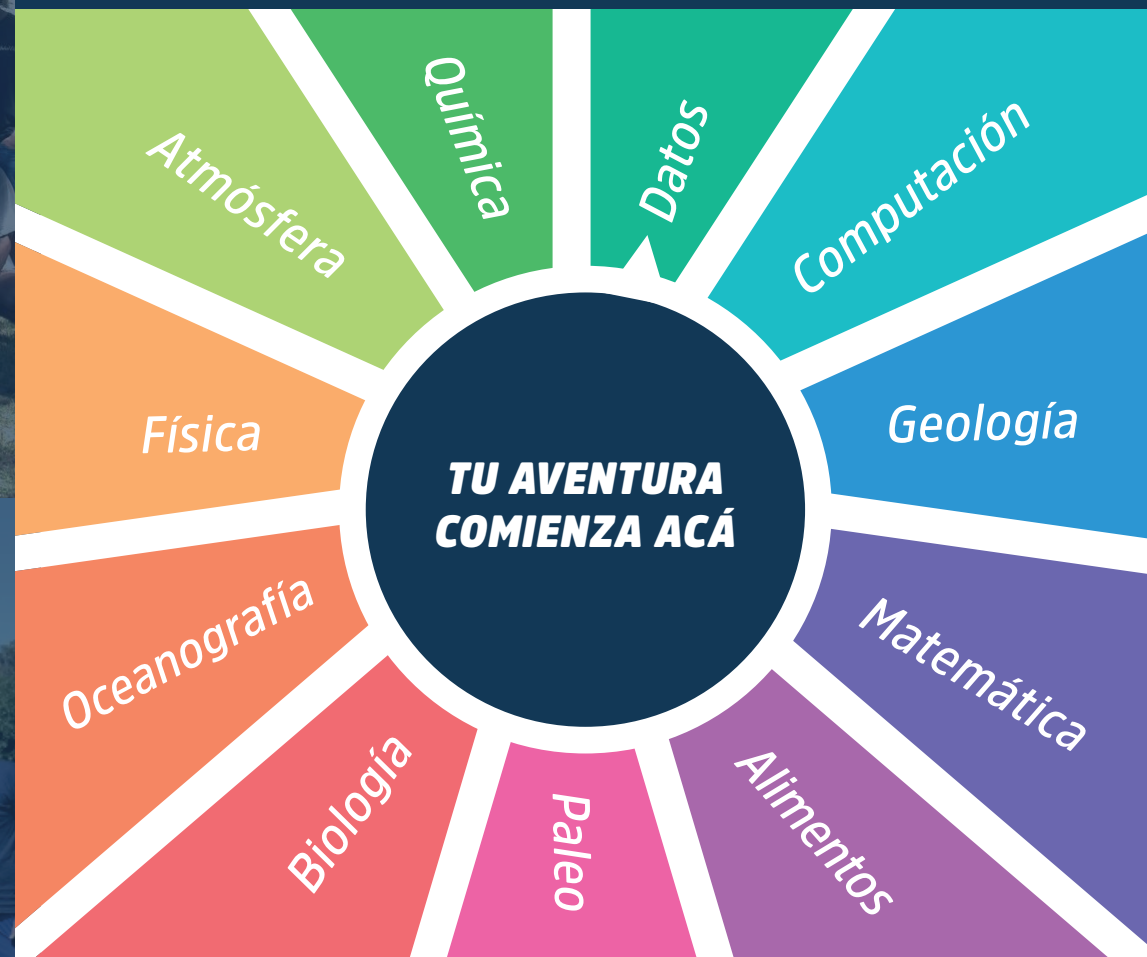 Química
Datos
Computación
Atmósfera
Geología
Física
TU AVENTURA
COMIENZA ACÁ
Matemática
Oceanografía
Biología
Paleo
Alimentos